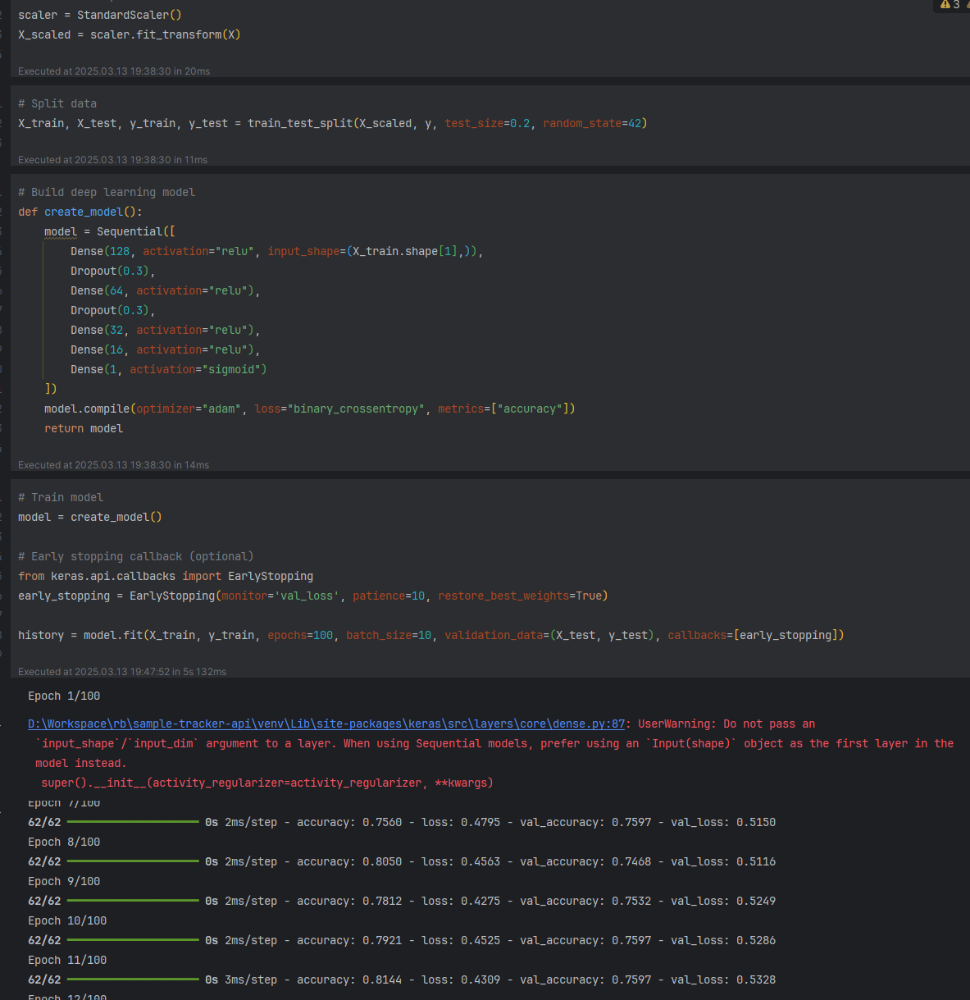 3
scaler = StandardScaler()
X_scaled = scaler.fit_transform(X)
Executed at 2025.03.13 19:38:30 in 20ms
# Split data
X_train, X_test, y_train, y_test = train_test_split(X_scaled, y, test_size=0.2, random_state=42)
Executed at 2025.03.13 19:38:30 in 11ms
# Build deep learning model
def create_model():
    model = Sequential([
        Dense(128, activation="relu", input_shape=(X_train.shape[1],)),
        Dropout(0.3),
        Dense(64, activation="relu"),
        Dropout(0.3),
        Dense(32, activation="relu"),
        Dense(16, activation="relu"),
        Dense(1, activation="sigmoid")
    ])
    model.compile(optimizer="adam", loss="binary_crossentropy", metrics=["accuracy"])
    return model
Executed at 2025.03.13 19:38:30 in 14ms
# Train model
model = create_model()
# Early stopping callback (optional)
from keras.api.callbacks import EarlyStopping
early_stopping = EarlyStopping(monitor='val_loss', patience=10, restore_best_weights=True)
history = model.fit(X_train, y_train, epochs=100, batch_size=10, validation_data=(X_test, y_test), callbacks=[early_stopping])
Executed at 2025.03.13 19:47:52 in 5s 132ms
Epoch 1/100
D:\Workspace\rb\sample-tracker-api\venv\Lib\site-packages\keras\src\layers\core\dense.py:87: UserWarning: Do not pass an
`input_shape`/`input_dim` argument to a layer. When using Sequential models, prefer using an `Input(shape)` object as the first layer in the
model instead.
super().__init__(activity_regularizer=activity_regularizer, **kwargs)
Epoch 7/100
62/62 0s 2ms/step - accuracy: 0.7560 - loss: 0.4795 - val_accuracy: 0.7597 - val_loss: 0.5150
Epoch 8/100
62/62 0s 2ms/step - accuracy: 0.8050 - loss: 0.4563 - val_accuracy: 0.7468 - val_loss: 0.5116
Epoch 9/100
62/62 0s 2ms/step - accuracy: 0.7812 - loss: 0.4275 - val_accuracy: 0.7532 - val_loss: 0.5249
Epoch 10/100
62/62 0s 2ms/step - accuracy: 0.7921 - loss: 0.4525 - val_accuracy: 0.7597 - val_loss: 0.5286
Epoch 11/100
62/62 0s 3ms/step - accuracy: 0.8144 - loss: 0.4309 - val_accuracy: 0.7597 - val_loss: 0.5328
Epoch 12/100